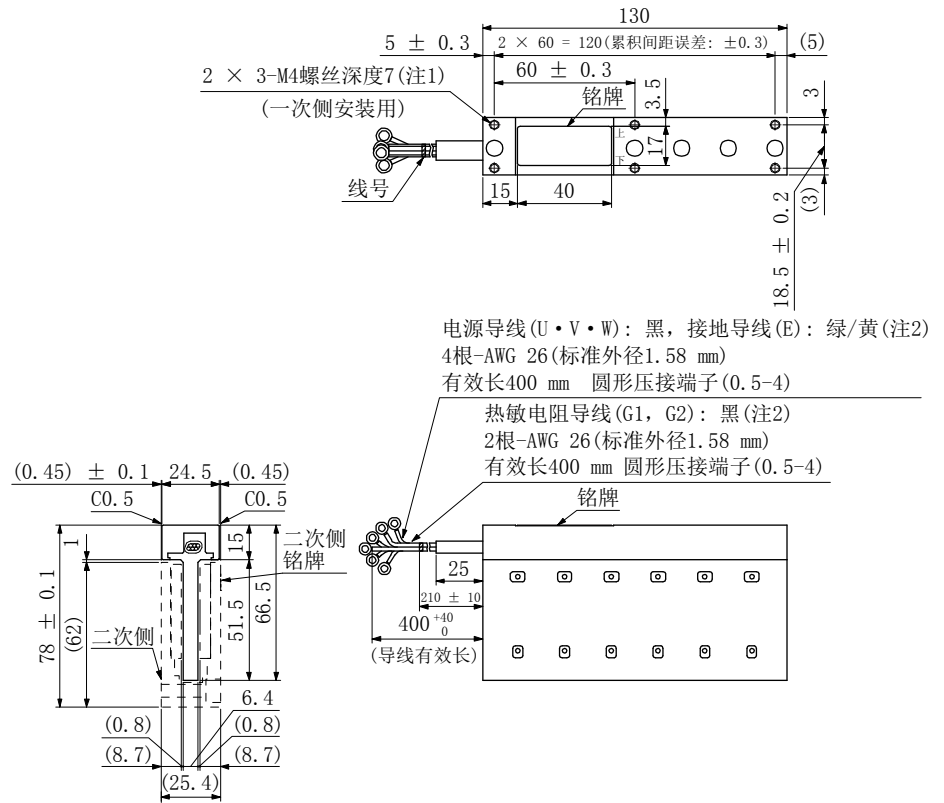 130
5 ± 0.3
2 × 60 = 120(累积间距误差: ±0.3)
(5)
2 × 3-M4螺丝深度7(注1)
(一次侧安装用)
60 ± 0.3
铭牌
3.5
3
上
17
下
线号
15
40
(3)
18.5 ± 0.2
电源导线(U·V·W): 黑, 接地导线(E): 绿/黄(注2)
4根-AWG 26(标准外径1.58 mm)
有效长400 mm 圆形压接端子(0.5-4)
热敏电阻导线(G1, G2): 黑(注2)
2根-AWG 26(标准外径1.58 mm)
有效长400 mm 圆形压接端子(0.5-4)
(0.45) ± 0.1
24.5
(0.45)
C0.5
C0.5
铭牌
1
15
二次侧
铭牌
25
78 ± 0.1
(62)
51.5
66.5
210 ± 10
400 +40 0
(导线有效长)
二次侧
6.4
(0.8)
(0.8)
(8.7)
(8.7)
(25.4)